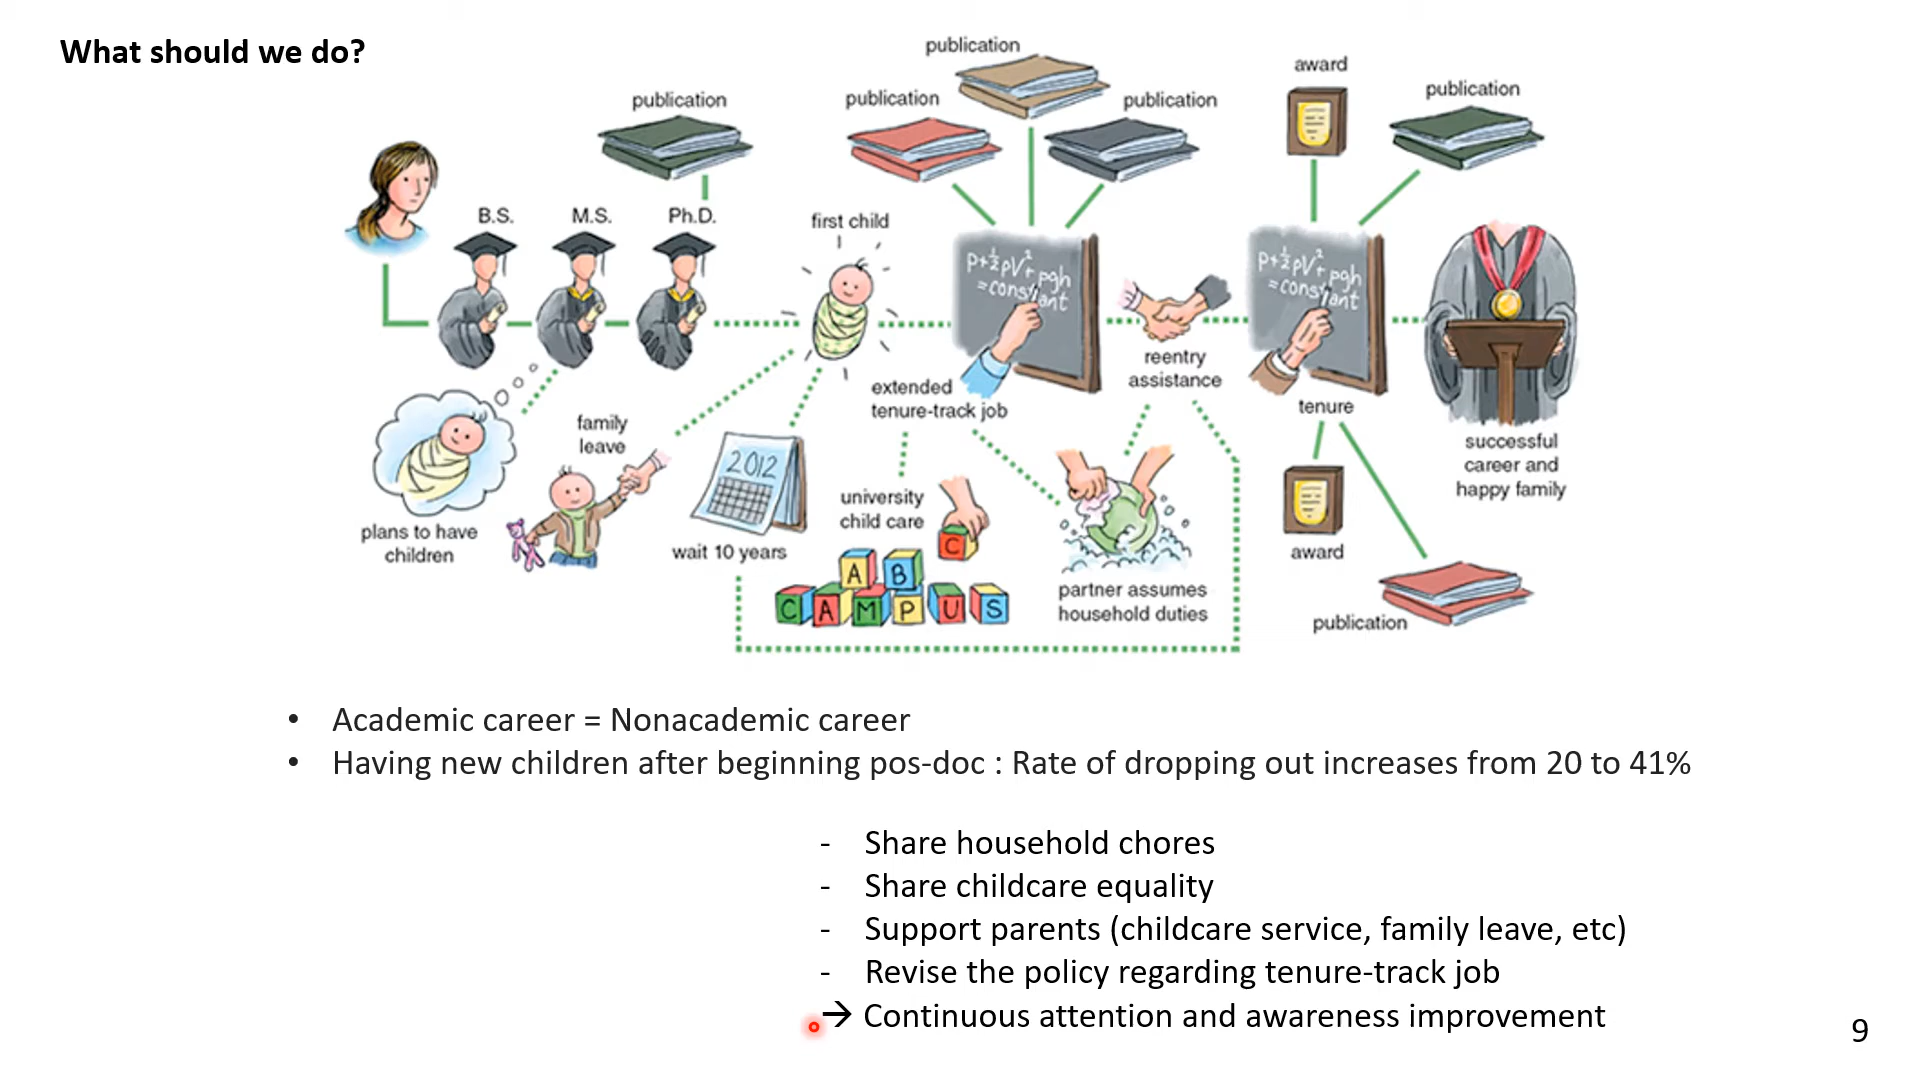 What should we do?
publication
publication
publication
publication
award
publication
B.S.
M.S.
Ph.D.
first child
p+½ρV²+ρgh
=constant
p+½ρV²+ρgh
=constant
reentry
assistance
extended
tenure-track job
tenure
family
leave
2012
successful
career and
happy family
plans to have
children
wait 10 years
university
child care
C
A B
CAMPUS
partner assumes
household duties
award
publication
• Academic career = Nonacademic career
• Having new children after beginning pos-doc : Rate of dropping out increases from 20 to 41%
- Share household chores
- Share childcare equality
- Support parents (childcare service, family leave, etc)
- Revise the policy regarding tenure-track job
→ Continuous attention and awareness improvement
9